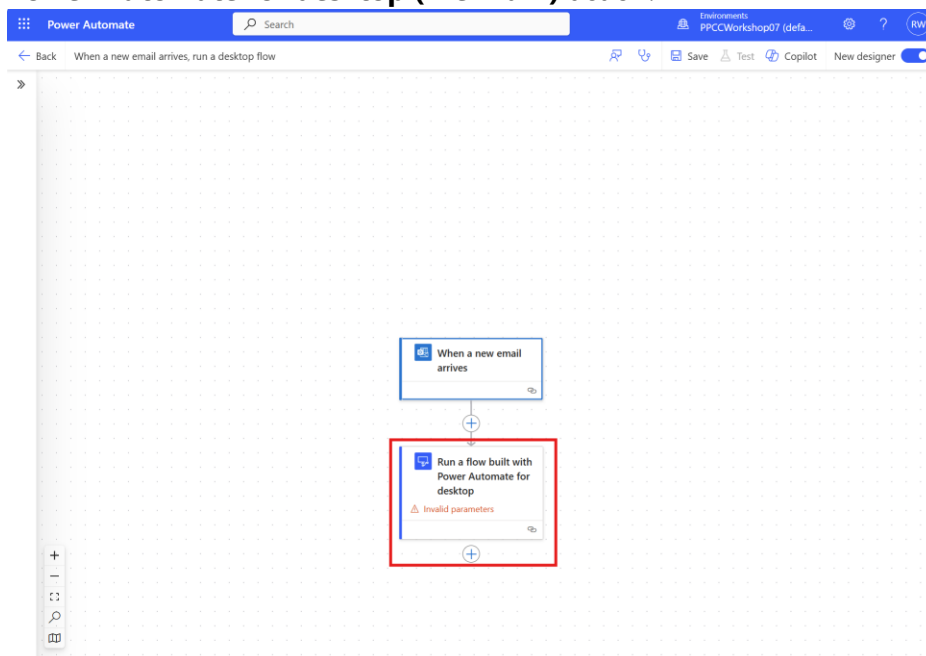 Power Automate
Search
Environments
PPCCWorkshop07 (defa...
?
RW
Back
When a new email arrives, run a desktop flow
Save
Test
Copilot
New designer
When a new email
arrives
Run a flow built with
Power Automate for
desktop
Invalid parameters